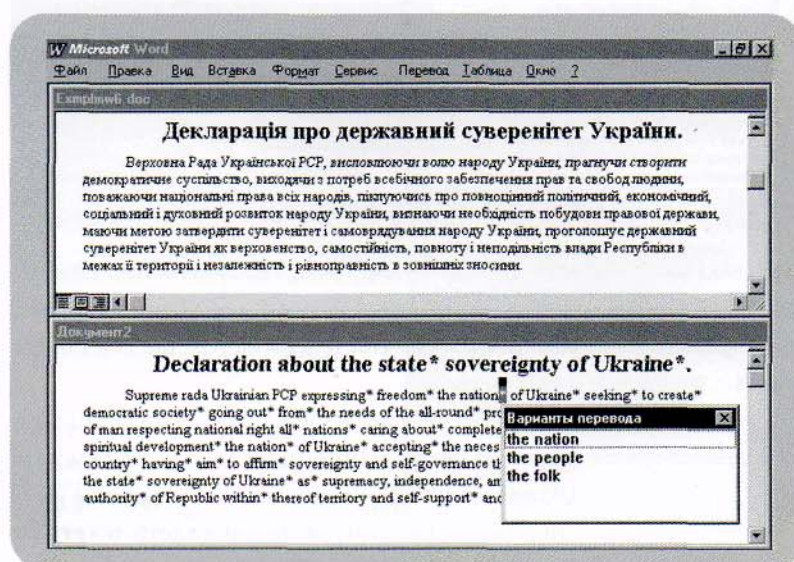 Microsoft Word
Файл Правка Вид Вставка Формат Сервис Перевод Таблица Окно ?
Exmplmw6.doc
Декларація про державний суверенітет України.
Верховна Рада Української РСР, висловлюючи волю народу України, прагнучи створити
демократичне суспільство, виходячи з потреб всебічного забезпечення прав та свобод людини,
поважаючи національні права всіх народів, піклуючись про повноцінний політичний, економічний,
соціальний і духовний розвиток народу України, визнаючи необхідність побудови правової держави,
маючи метою затвердити суверенітет і самоврядування народу України, проголошує державний
суверенітет України як верховенство, самостійність, повноту і неподільність влади Республіки в
межах її території і незалежність і рівноправність в зовнішніх зносини.
Документ2
Declaration about the state* sovereignty of Ukraine*.
Supreme rada Ukrainian PCP expressing* freedom* the nation of Ukraine* seeking* to create*
democratic society* going out* from* the needs of the all-round*
of man respecting national right all* nations* caring about* complete
spiritual development* the nation* of Ukraine* accepting* the neces
country* having* aim* to affirm* sovereignty and self-governance
the state* sovereignty of Ukraine* as* supremacy, independence,
authority* of Republic within* thereof territory and self-support*
Варианты перевода
the nation
the people
the folk